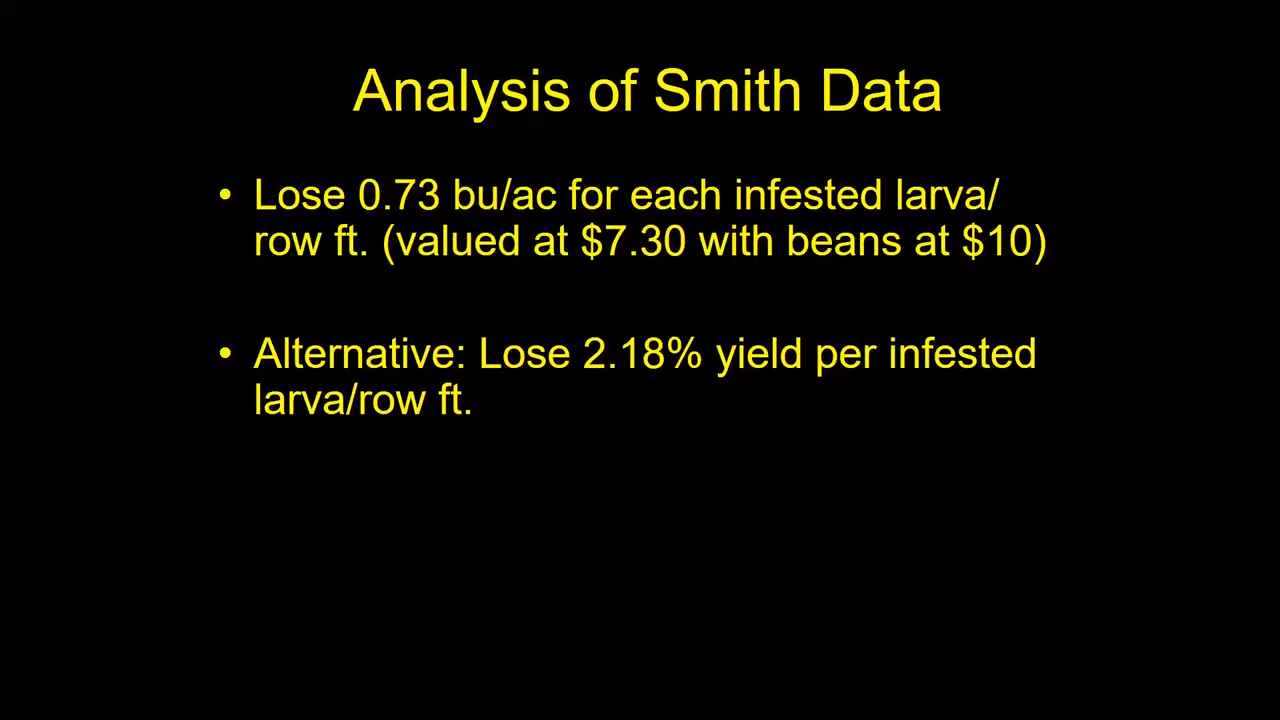 Analysis of Smith Data
• Lose 0.73 bu/ac for each infested larva/
row ft. (valued at $7.30 with beans at $10)
• Alternative: Lose 2.18% yield per infested
larva/row ft.